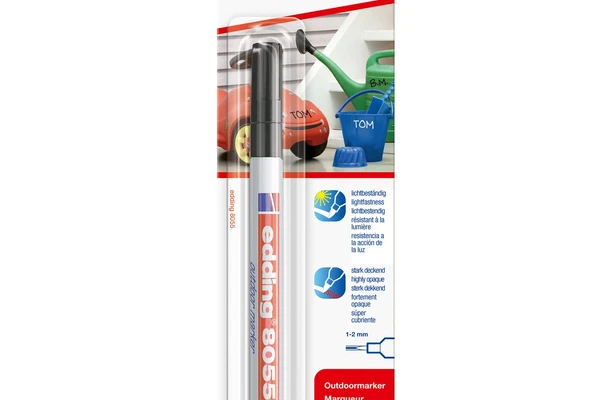 B.M.
TOM
TOM
edding 8055
lichtbeständig
lightfastness
lichtbestendig
résistant à la
lumière
resistencia a
la acción de
la luz
stark deckend
highly opaque
sterk dekkend
fortement
opaque
súper
cubriente
1-2 mm
edding® 8055
outdoor marker
Outdoormarker
Marqueur